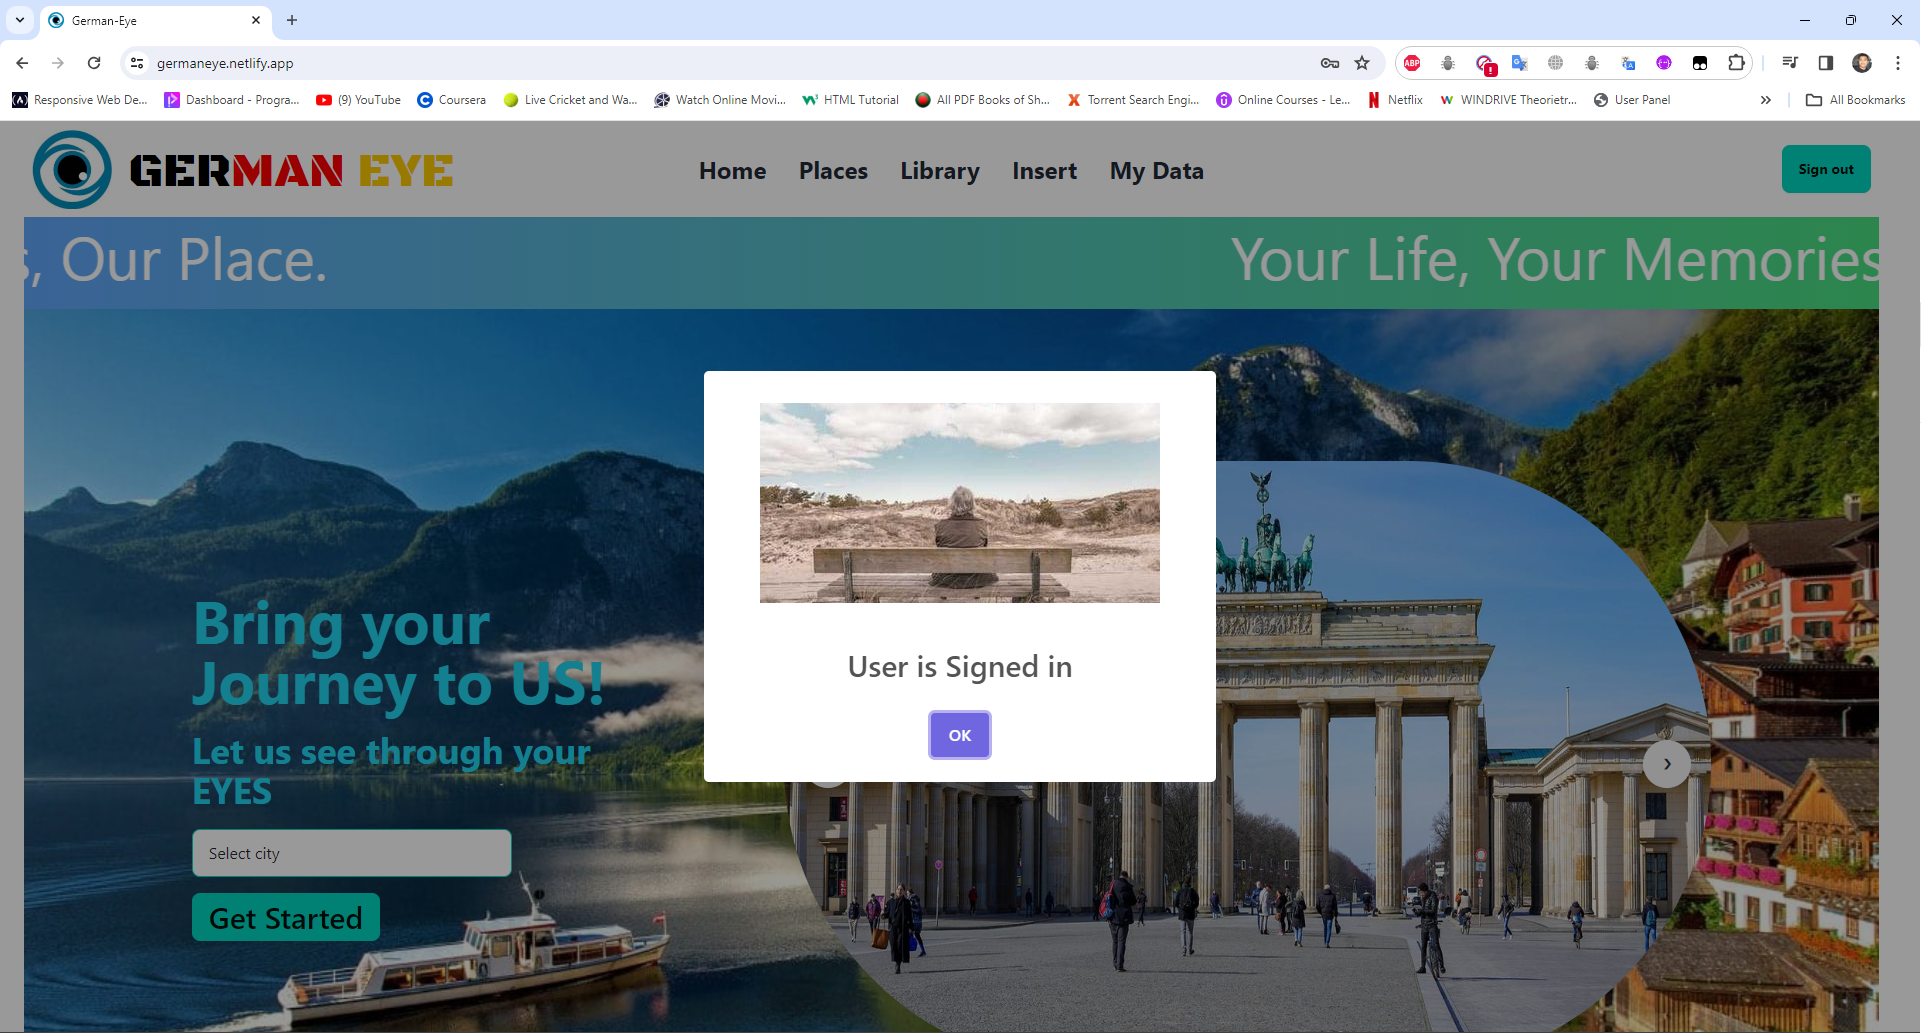 German-Eye
germaneye.netlify.app
ABP
Responsive Web De...
Dashboard - Progra...
(9) YouTube
Coursera
Live Cricket and Wa...
Watch Online Movi...
HTML Tutorial
All PDF Books of Sh...
Torrent Search Engi...
Online Courses - Le...
Netflix
WINDRIVE Theorietr...
User Panel
All Bookmarks
GERMAN EYE
Home
Places
Library
Insert
My Data
Sign out
s, Our Place.
Your Life, Your Memories
User is Signed in
OK
Bring your
Journey to US!
Let us see through your
EYES
Select city
Get Started